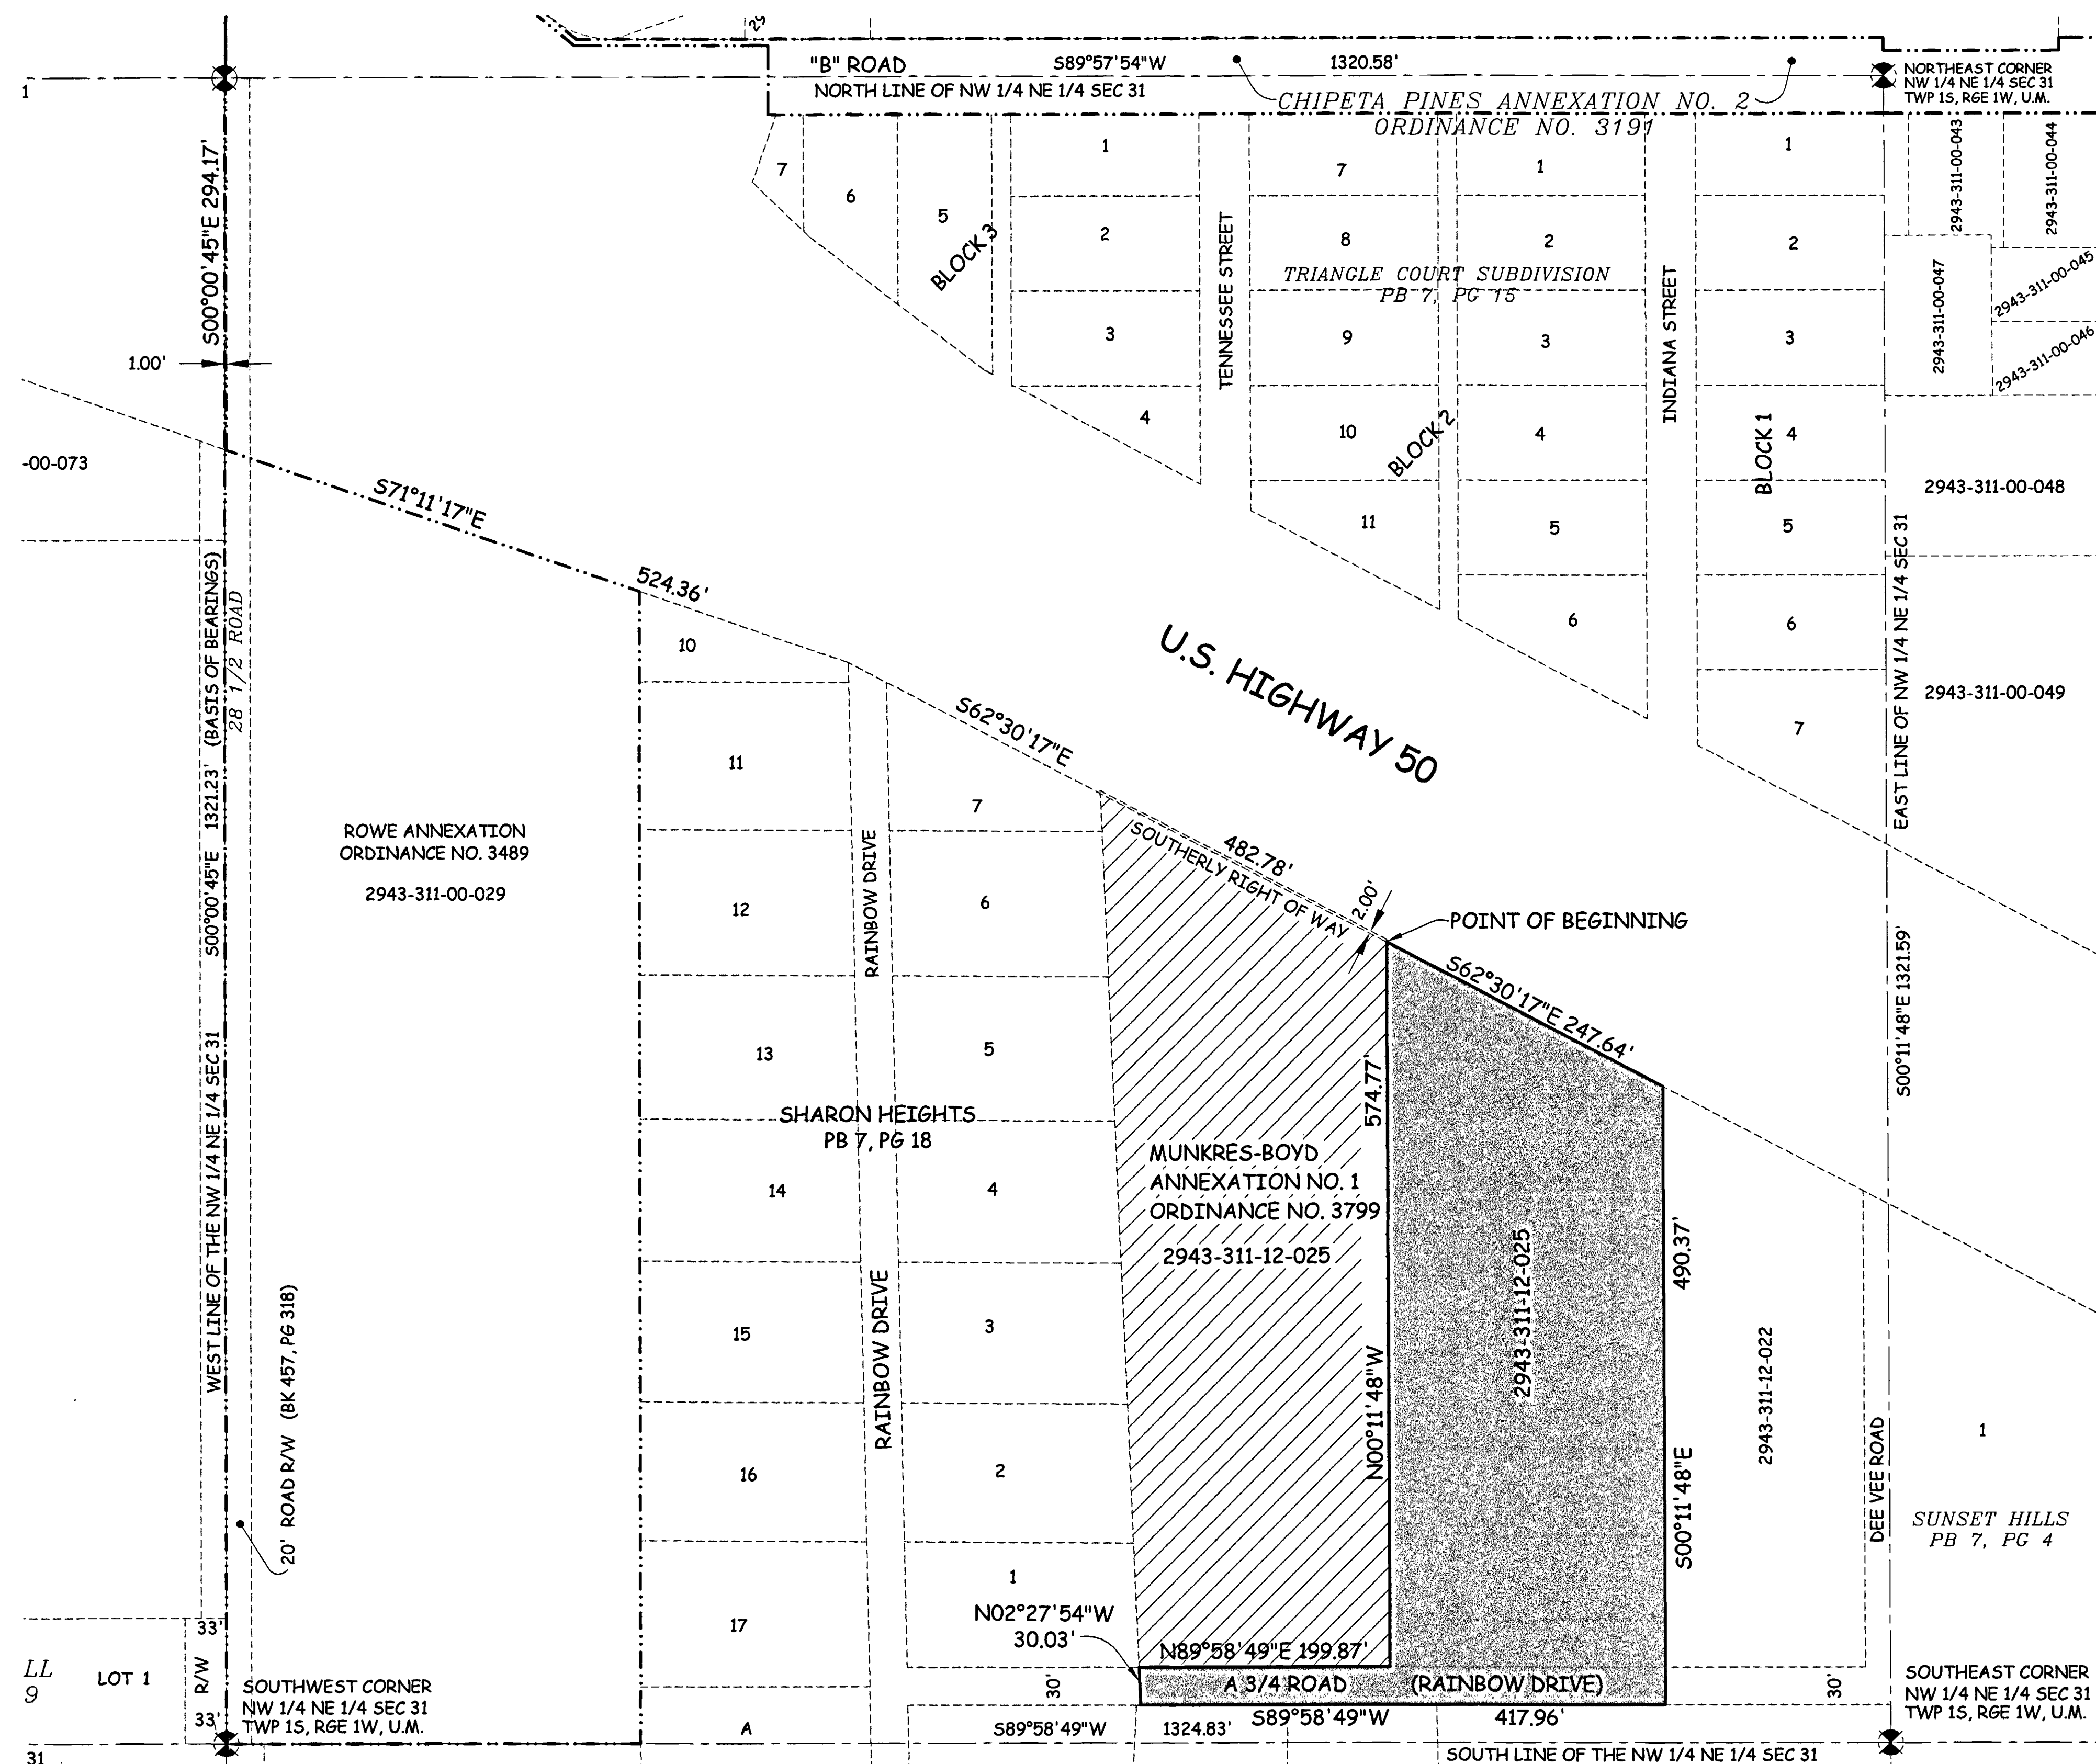 29
"B" ROAD
S89°57'54"W
1320.58'
NORTH LINE OF NW 1/4 NE 1/4 SEC 31
CHIPETA PINES ANNEXATION NO. 2
ORDINANCE NO. 3191
NORTHEAST CORNER
NW 1/4 NE 1/4 SEC 31
TWP 1S, RGE 1W, U.M.
1
S00°00'45"E 294.17'
1.00'
7
6
5
BLOCK 3
1
2
3
4
TENNESSEE STREET
7
8
9
10
11
BLOCK 2
TRIANGLE COURT SUBDIVISION
PB 7, PG 15
1
2
3
4
5
6
INDIANA STREET
BLOCK 1
1
2
3
4
5
6
7
2943-311-00-043
2943-311-00-044
2943-311-00-045
2943-311-00-046
2943-311-00-047
2943-311-00-048
2943-311-00-049
-00-073
S71°11'17"E
524.36'
S62°30'17"E
482.78'
U.S. HIGHWAY 50
SOUTHERLY RIGHT OF WAY
2.00'
POINT OF BEGINNING
S62°30'17"E 247.64'
EAST LINE OF NW 1/4 NE 1/4 SEC 31
S00°11'48"E 1321.59'
WEST LINE OF THE NW 1/4 NE 1/4 SEC 31
S00°00'45"E 1321.23' (BASIS OF BEARINGS)
28 1/2 ROAD
ROWE ANNEXATION
ORDINANCE NO. 3489
2943-311-00-029
10
11
12
13
14
15
16
17
A
RAINBOW DRIVE
RAINBOW DRIVE
7
6
5
4
3
2
1
SHARON HEIGHTS
PB 7, PG 18
MUNKRES-BOYD
ANNEXATION NO. 1
ORDINANCE NO. 3799
2943-311-12-025
574.77'
N00°11'48"W
2943-311-12-025
490.37'
S00°11'48"E
2943-311-12-022
DEE VEE ROAD
1
SUNSET HILLS
PB 7, PG 4
20' ROAD R/W (BK 457, PG 318)
N02°27'54"W
30.03'
N89°58'49"E 199.87'
A 3/4 ROAD (RAINBOW DRIVE)
S89°58'49"W
417.96'
30'
30'
S89°58'49"W
1324.83'
SOUTH LINE OF THE NW 1/4 NE 1/4 SEC 31
LL
9
LOT 1
33'
R/W
33'
31
SOUTHWEST CORNER
NW 1/4 NE 1/4 SEC 31
TWP 1S, RGE 1W, U.M.
SOUTHEAST CORNER
NW 1/4 NE 1/4 SEC 31
TWP 1S, RGE 1W, U.M.